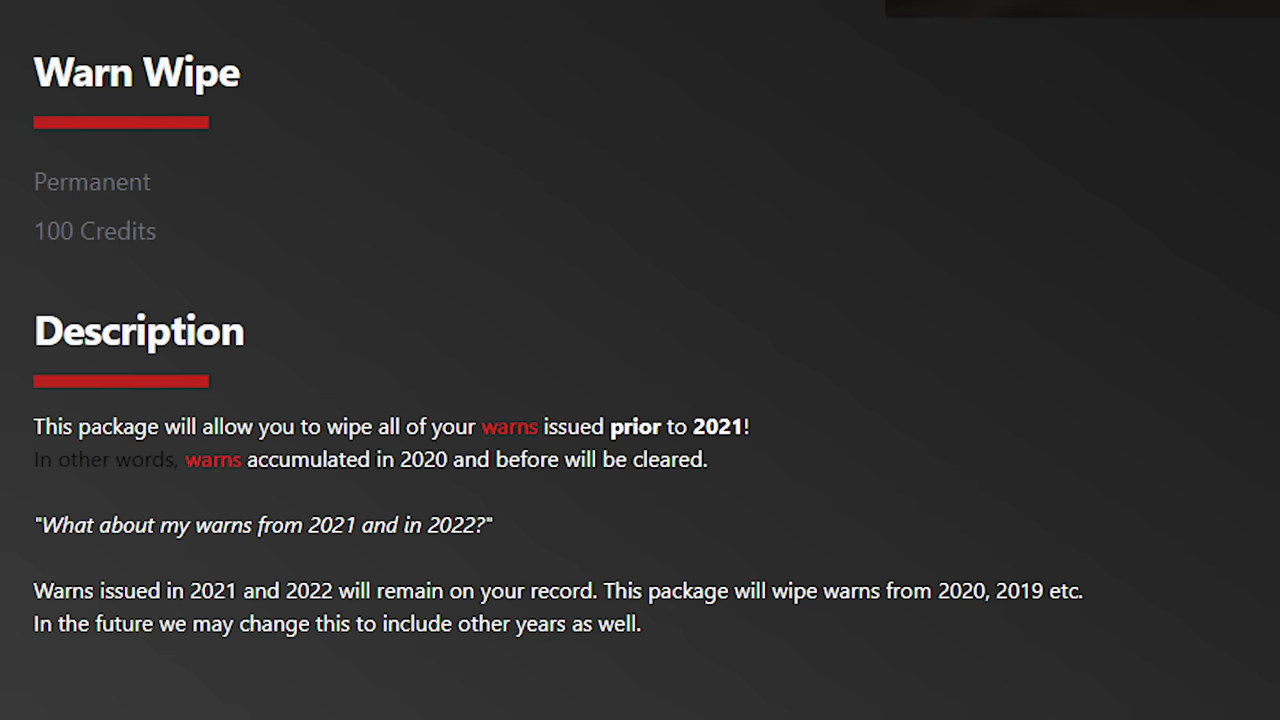 Warn Wipe
Permanent
100 Credits
Description
This package will allow you to wipe all of your warns issued prior to 2021!
In other words, warns accumulated in 2020 and before will be cleared.
"What about my warns from 2021 and in 2022?"
Warns issued in 2021 and 2022 will remain on your record. This package will wipe warns from 2020, 2019 etc.
In the future we may change this to include other years as well.